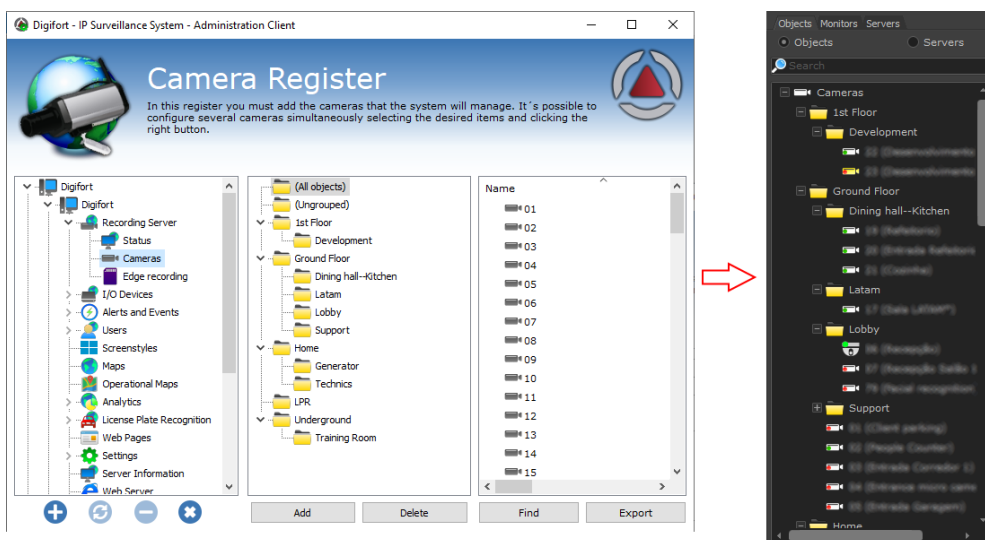 Digifort - IP Surveillance System - Administration Client
Camera Register
In this register you must add the cameras that the system will manage. It´s possible to
configure several cameras simultaneously selecting the desired items and clicking the
right button.
Digifort
Digifort
Recording Server
Status
Cameras
Edge recording
I/O Devices
Alerts and Events
Users
Screenstyles
Maps
Operational Maps
Analytics
License Plate Recognition
Web Pages
Settings
Server Information
Web Server
(All objects)
(Ungrouped)
1st Floor
Development
Ground Floor
Dining hall--Kitchen
Latam
Lobby
Support
Home
Generator
Technics
LPR
Underground
Training Room
Name
01
02
03
04
05
06
07
08
09
10
11
12
13
14
15
Add
Delete
Find
Export
Objects Monitors Servers
Objects Servers
Search
Cameras
1st Floor
Development
Ground Floor
Dining hall--Kitchen
Latam
Lobby
Support
Home